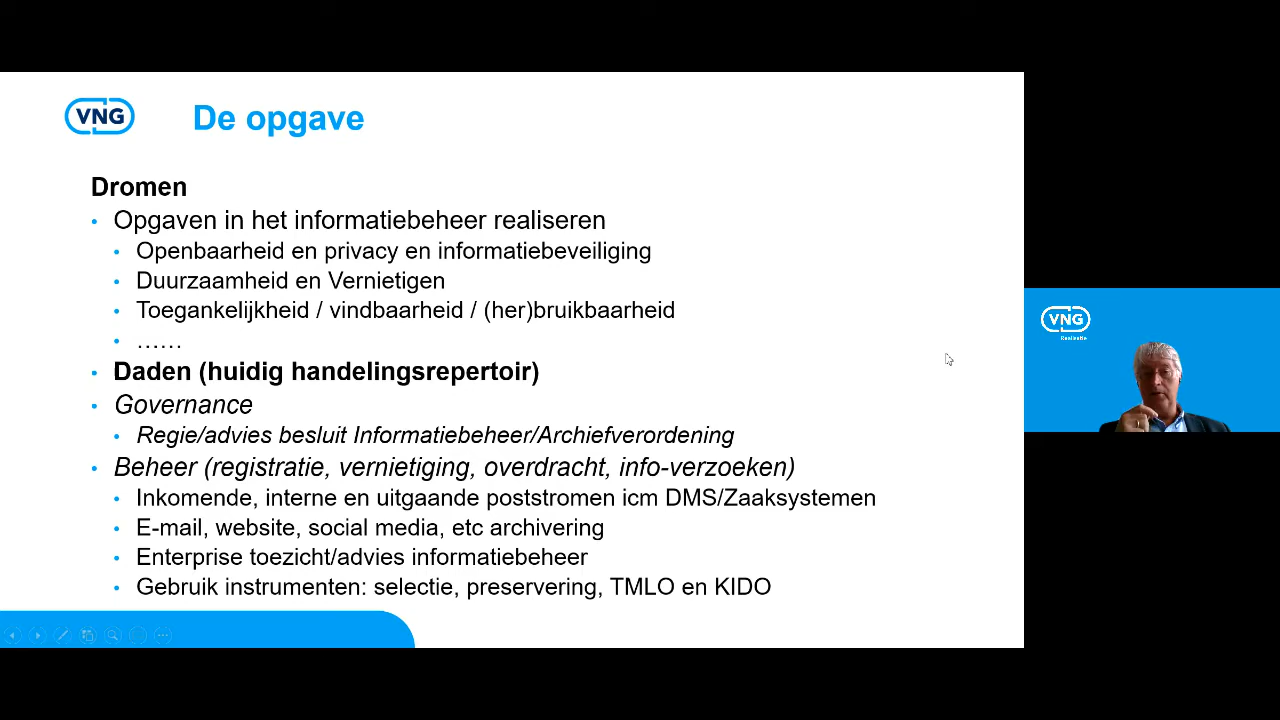 VNG
De opgave
Dromen
• Opgaven in het informatiebeheer realiseren
• Openbaarheid en privacy en informatiebeveiliging
• Duurzaamheid en Vernietigen
• Toegankelijkheid / vindbaarheid / (her)bruikbaarheid
• ……
• Daden (huidig handelingsrepertoir)
• Governance
• Regie/advies besluit Informatiebeheer/Archiefverordening
• Beheer (registratie, vernietiging, overdracht, info-verzoeken)
• Inkomende, interne en uitgaande poststromen icm DMS/Zaaksystemen
• E-mail, website, social media, etc archivering
• Enterprise toezicht/advies informatiebeheer
• Gebruik instrumenten: selectie, preservering, TMLO en KIDO
VNG
Realisatie